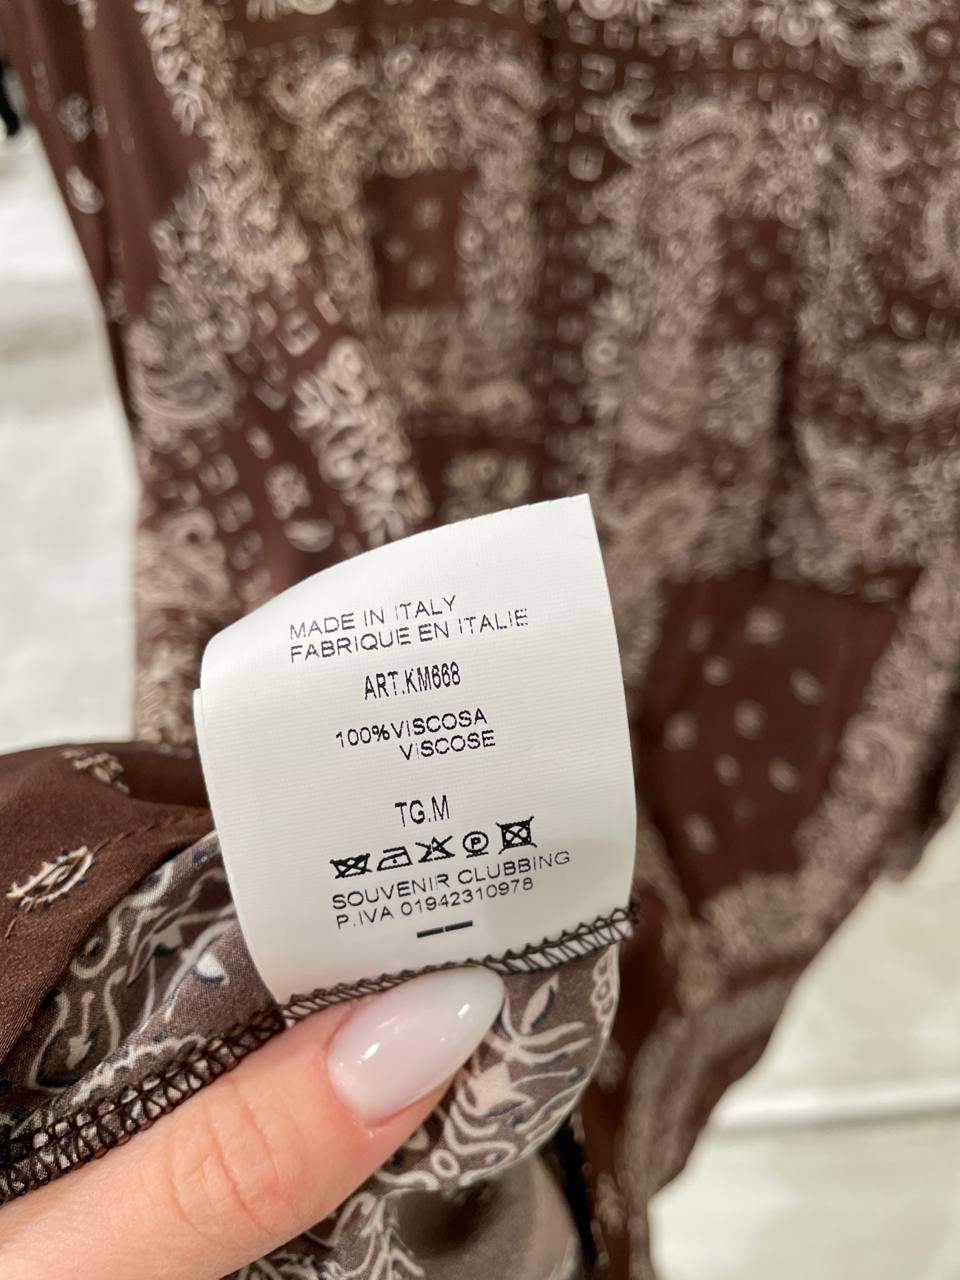 MADE IN ITALY
FABRIQUE EN ITALIE
ART.KM668
100%VISCOSA
VISCOSE
TG.M
P
SOUVENIR CLUBBING
P.IVA 01942310978